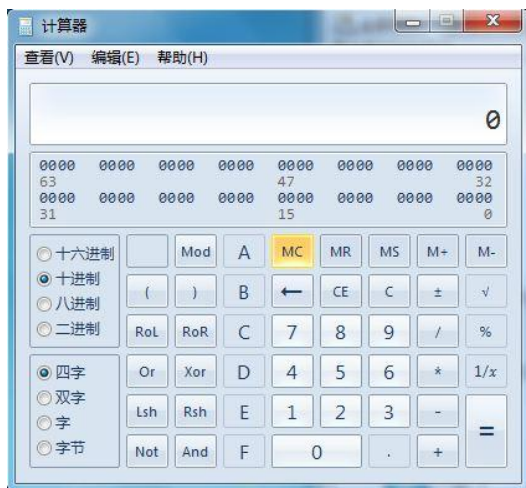 计算器
查看(V) 编辑(E) 帮助(H)
0
0000 0000 0000 0000 0000 0000 0000 0000
63 47 32
0000 0000 0000 0000 0000 0000 0000 0000
31 15 0
十六进制 Mod A MC MR MS M+ M-
十进制 ( ) B ← CE C ± √
八进制
二进制 RoL RoR C 7 8 9 / %
四字 Or Xor D 4 5 6 * 1/x
双字
字 Lsh Rsh E 1 2 3 - =
字节 Not And F 0 . +